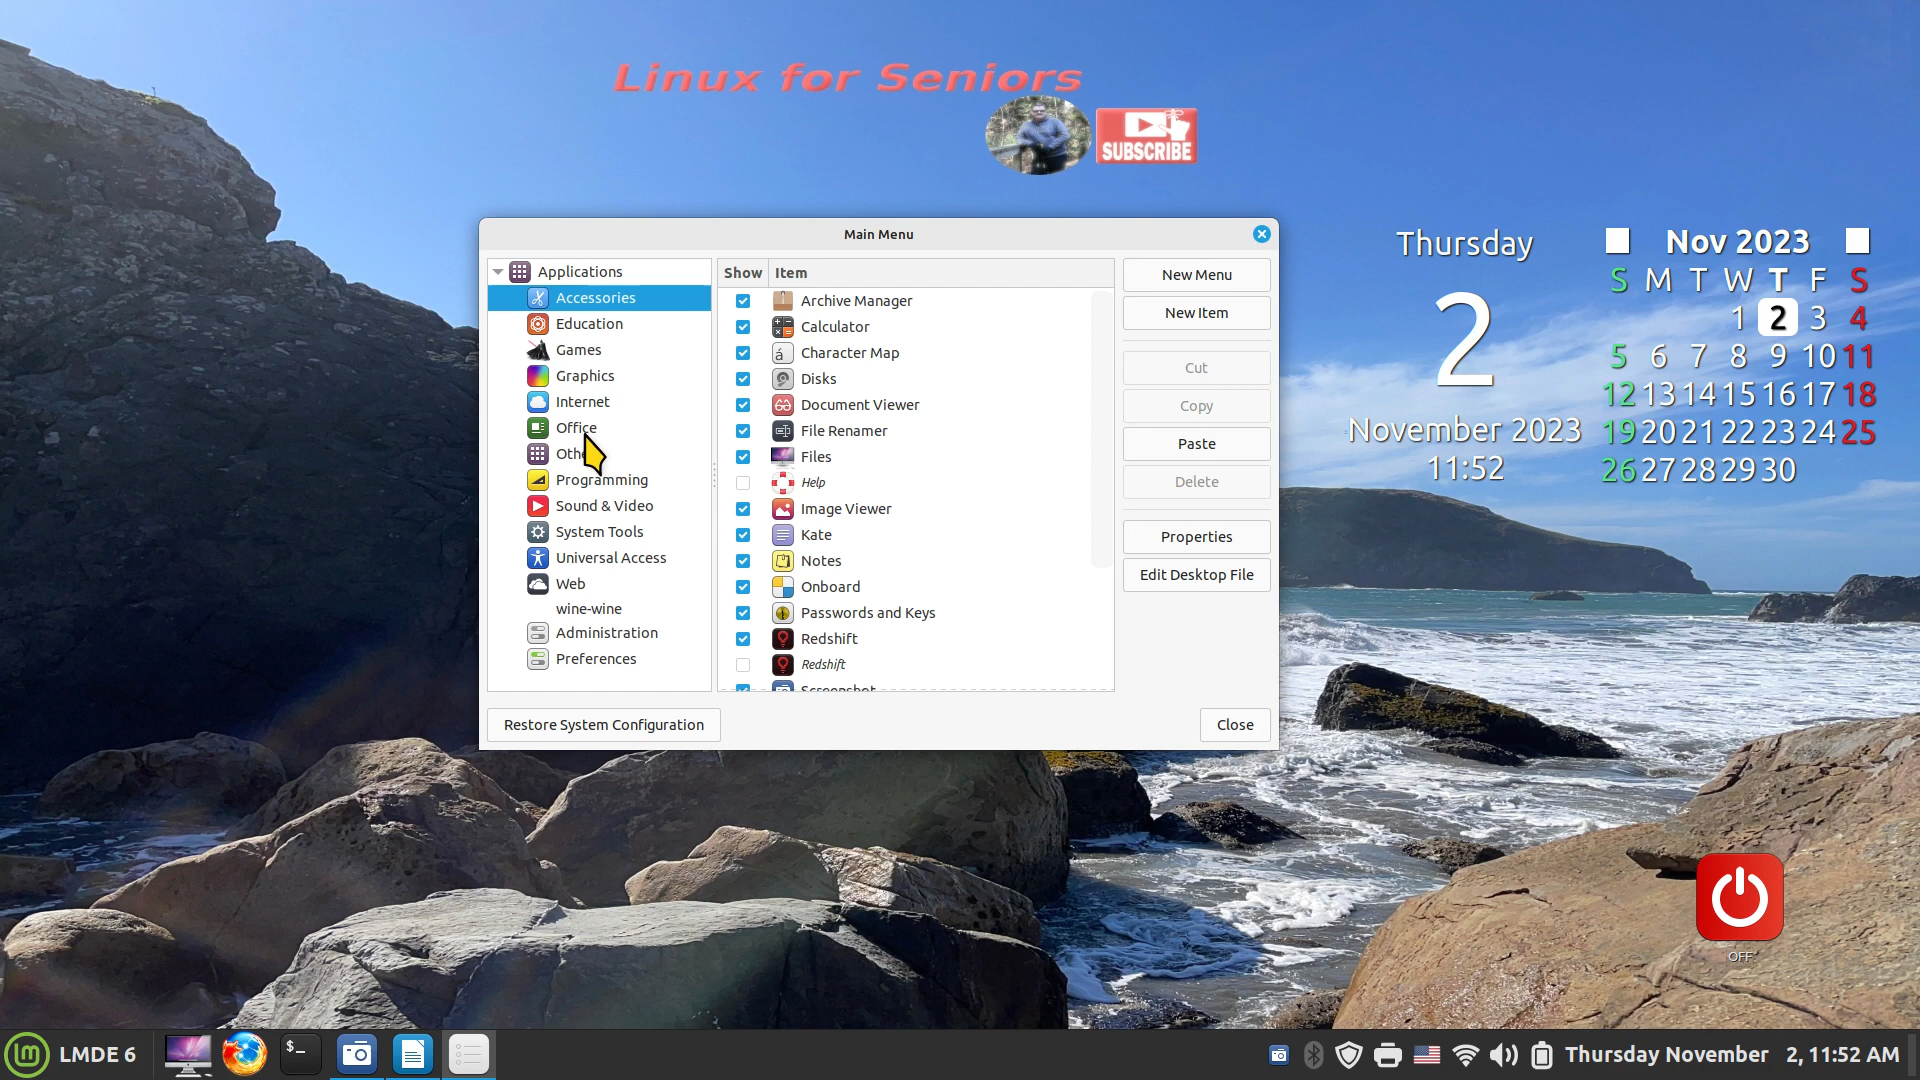 Linux for Seniors
SUBSCRIBE
Main Menu
Applications
Accessories
Education
Games
Graphics
Internet
Office
Programming
Sound & Video
System Tools
Universal Access
Web
wine-wine
Administration
Preferences
Show Item
Archive Manager
Calculator
Character Map
Disks
Document Viewer
File Renamer
Files
Help
Image Viewer
Kate
Notes
Onboard
Passwords and Keys
Redshift
Redshift
Screenshot
New Menu
New Item
Cut
Copy
Paste
Delete
Properties
Edit Desktop File
Restore System Configuration
Close
Thursday
2
November 2023
11:52
Nov 2023
S M T W T F S
1 2 3 4
5 6 7 8 9 10 11
12 13 14 15 16 17 18
19 20 21 22 23 24 25
26 27 28 29 30
OFF
LMDE 6
Thursday November 2, 11:52 AM